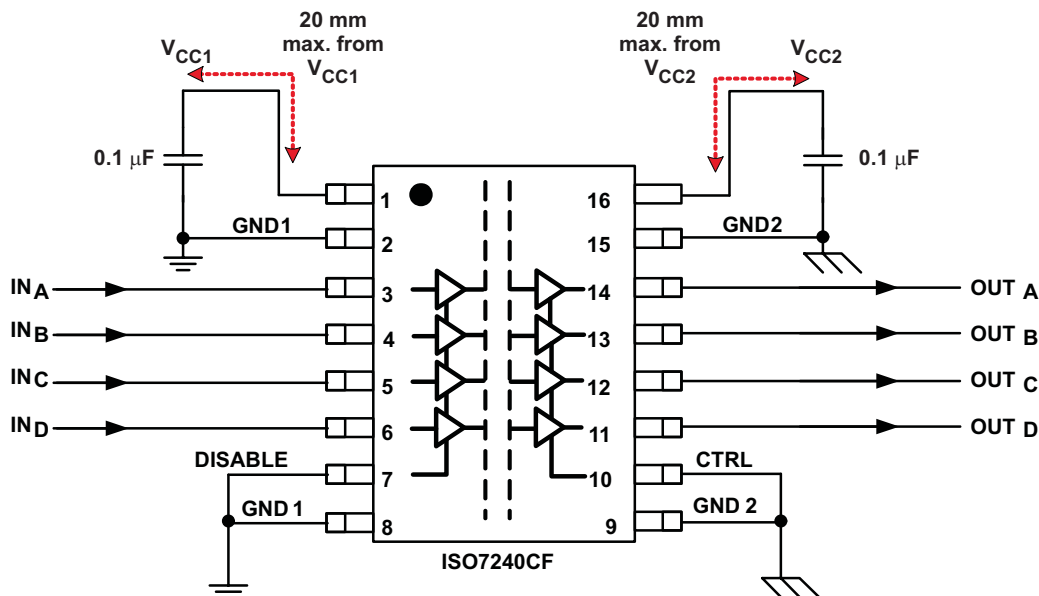 20 mm
max. from
VCC1
VCC1
20 mm
max. from
VCC2
VCC2
0.1 μF
0.1 μF
1
16
GND1
2
15
GND2
INA
3
14
OUT A
INB
4
13
OUT B
INC
5
12
OUT C
IND
6
11
OUT D
DISABLE
7
10
CTRL
GND 1
8
9
GND 2
ISO7240CF